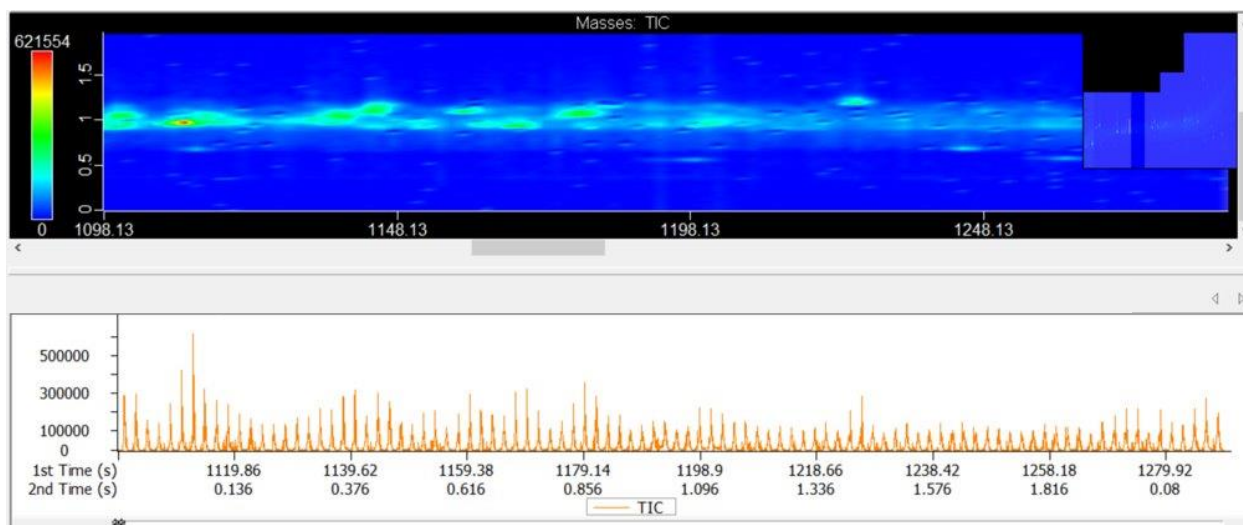 Masses: TIC
621554
1.5
1
0.5
0
0
1098.13 1148.13 1198.13 1248.13
500000
300000
100000
0
1st Time (s) 1119.86 1139.62 1159.38 1179.14 1198.9 1218.66 1238.42 1258.18 1279.92
2nd Time (s) 0.136 0.376 0.616 0.856 1.096 1.336 1.576 1.816 0.08
TIC